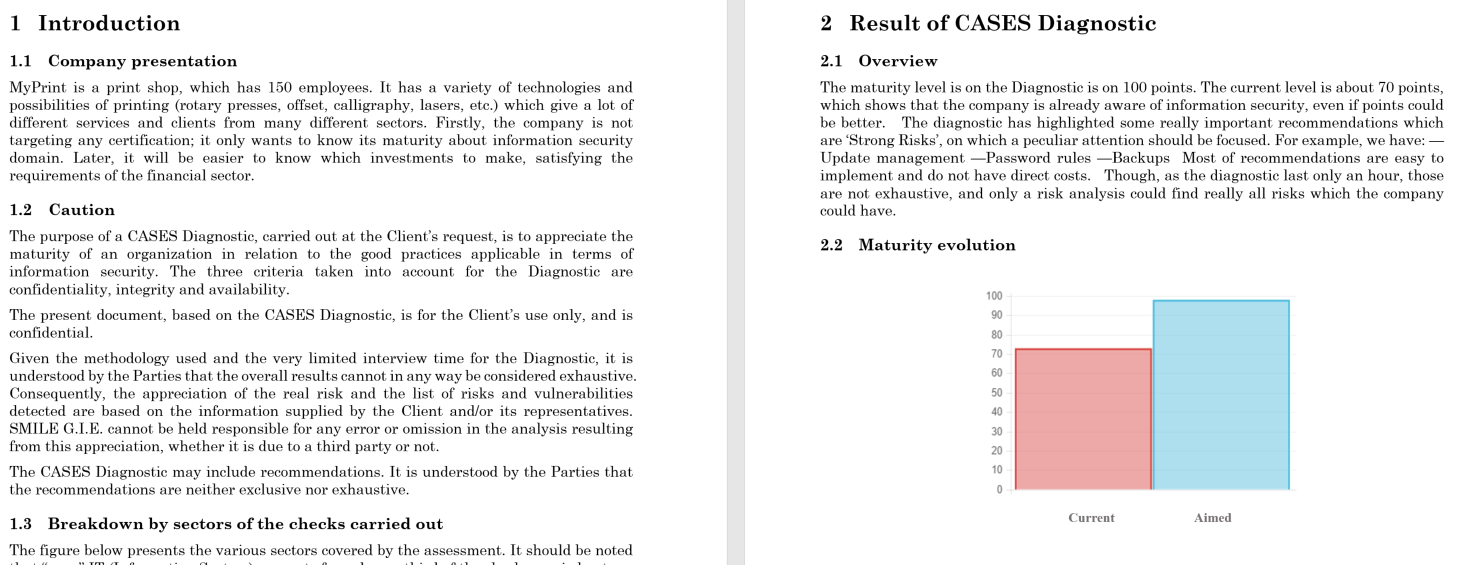 1 Introduction
1.1 Company presentation
MyPrint is a print shop, which has 150 employees. It has a variety of technologies and
possibilities of printing (rotary presses, offset, calligraphy, lasers, etc.) which give a lot of
different services and clients from many different sectors. Firstly, the company is not
targeting any certification; it only wants to know its maturity about information security
domain. Later, it will be easier to know which investments to make, satisfying the
requirements of the financial sector.
1.2 Caution
The purpose of a CASES Diagnostic, carried out at the Client's request, is to appreciate the
maturity of an organization in relation to the good practices applicable in terms of
information security. The three criteria taken into account for the Diagnostic are
confidentiality, integrity and availability.
The present document, based on the CASES Diagnostic, is for the Client's use only, and is
confidential.
Given the methodology used and the very limited interview time for the Diagnostic, it is
understood by the Parties that the overall results cannot in any way be considered exhaustive.
Consequently, the appreciation of the real risk and the list of risks and vulnerabilities
detected are based on the information supplied by the Client and/or its representatives.
SMILE G.I.E. cannot be held responsible for any error or omission in the analysis resulting
from this appreciation, whether it is due to a third party or not.
The CASES Diagnostic may include recommendations. It is understood by the Parties that
the recommendations are neither exclusive nor exhaustive.
1.3 Breakdown by sectors of the checks carried out
The figure below presents the various sectors covered by the assessment. It should be noted
2 Result of CASES Diagnostic
2.1 Overview
The maturity level is on the Diagnostic is on 100 points. The current level is about 70 points,
which shows that the company is already aware of information security, even if points could
be better. The diagnostic has highlighted some really important recommendations which
are 'Strong Risks', on which a peculiar attention should be focused. For example, we have: —
Update management —Password rules —Backups Most of recommendations are easy to
implement and do not have direct costs. Though, as the diagnostic last only an hour, those
are not exhaustive, and only a risk analysis could find really all risks which the company
could have.
2.2 Maturity evolution
100
90
80
70
60
50
40
30
20
10
0
Current Aimed